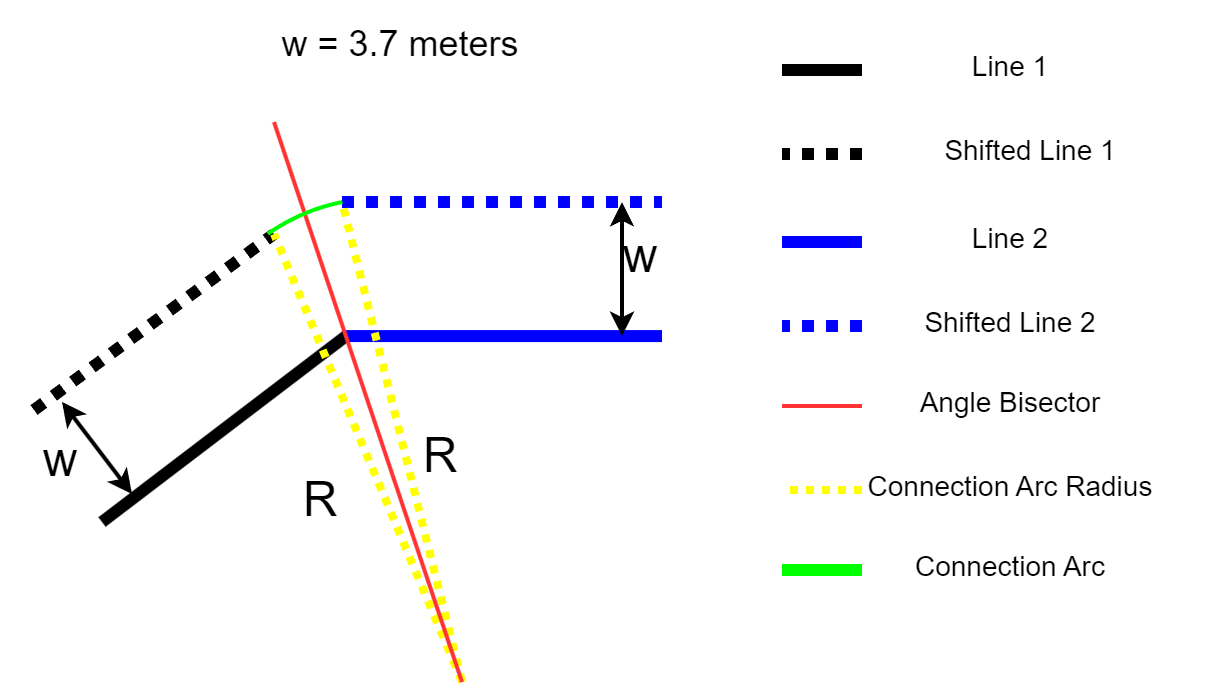 w = 3.7 meters
Line 1
Shifted Line 1
Line 2
w
w
Shifted Line 2
Angle Bisector
R
R
Connection Arc Radius
Connection Arc